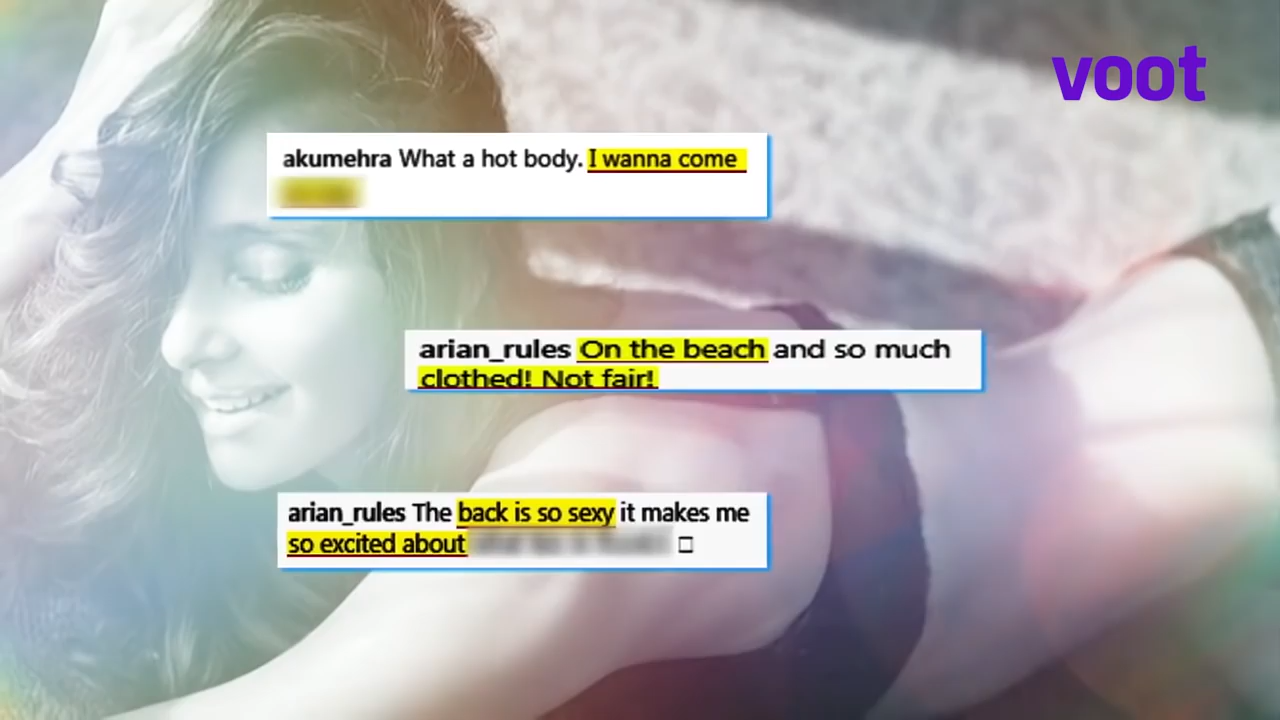 voot
akumehra What a hot body. I wanna come
arian_rules On the beach and so much
clothed! Not fair!
arian_rules The back is so sexy it makes me
so excited about